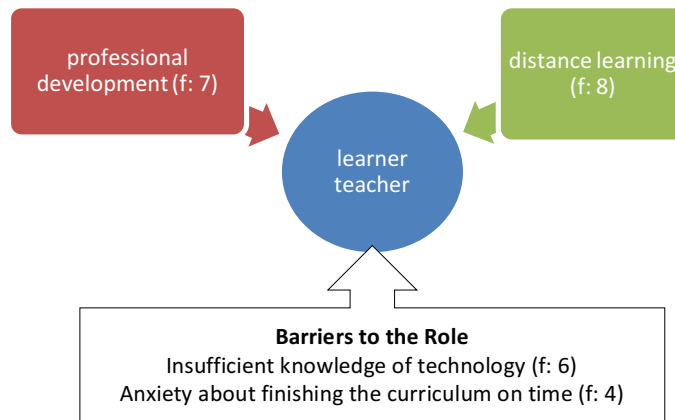 professional
development (f: 7)
distance learning
(f: 8)
learner
teacher
Barriers to the Role
Insufficient knowledge of technology (f: 6)
Anxiety about finishing the curriculum on time (f: 4)